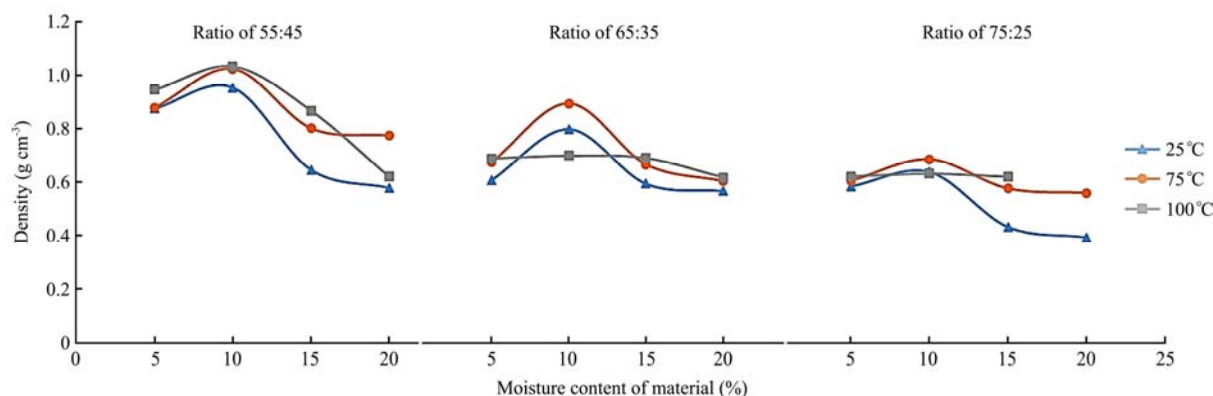 1.2
1.0
0.8
0.6
0.4
0.2
0
Density (g cm⁻³)
Ratio of 55:45
Ratio of 65:35
Ratio of 75:25
25°C
75°C
100°C
0 5 10 15 20 5 10 15 20 5 10 15 20 25
Moisture content of material (%)